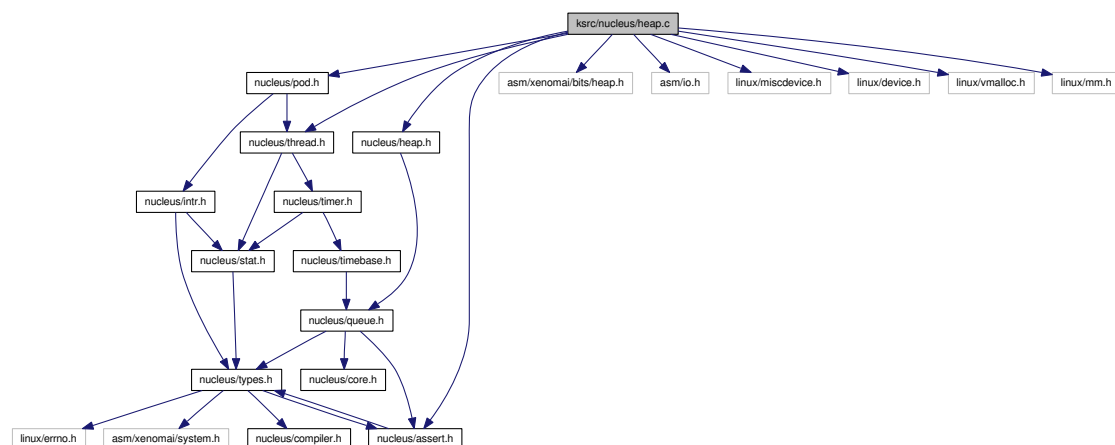 ksrc/nucleus/heap.c
nucleus/pod.h
asm/xenomai/bits/heap.h
asm/io.h
linux/miscdevice.h
linux/device.h
linux/vmalloc.h
linux/mm.h
nucleus/thread.h
nucleus/heap.h
nucleus/intr.h
nucleus/timer.h
nucleus/stat.h
nucleus/timebase.h
nucleus/queue.h
nucleus/types.h
nucleus/core.h
linux/errno.h
asm/xenomai/system.h
nucleus/compiler.h
nucleus/assert.h